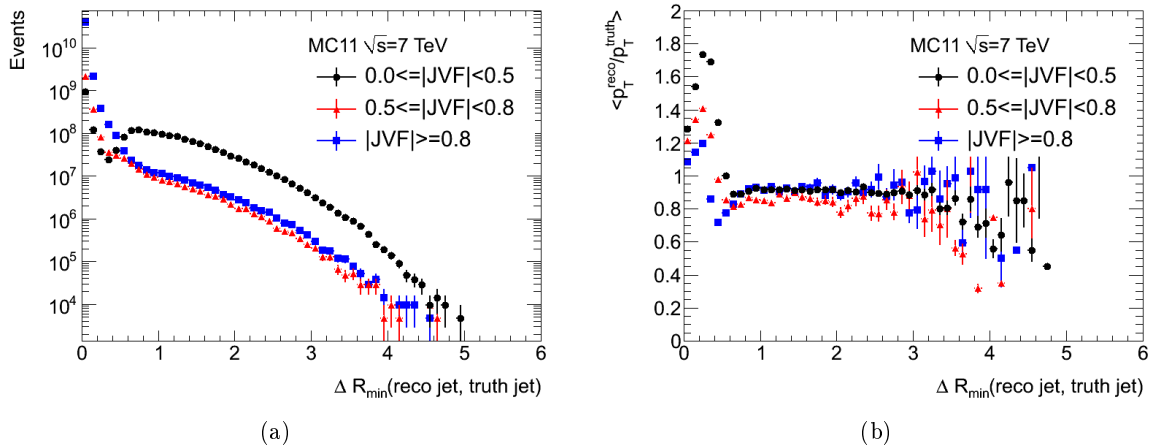 Events
10^10
10^9
10^8
10^7
10^6
10^5
10^4
0 1 2 3 4 5 6
MC11 √s=7 TeV
0.0<=|JVF|<0.5
0.5<=|JVF|<0.8
|JVF|>=0.8
Δ R_min(reco jet, truth jet)
(a)
<p_T^reco/p_T^truth>
2
1.8
1.6
1.4
1.2
1
0.8
0.6
0.4
0.2
0
0 1 2 3 4 5 6
MC11 √s=7 TeV
0.0<=|JVF|<0.5
0.5<=|JVF|<0.8
|JVF|>=0.8
Δ R_min(reco jet, truth jet)
(b)